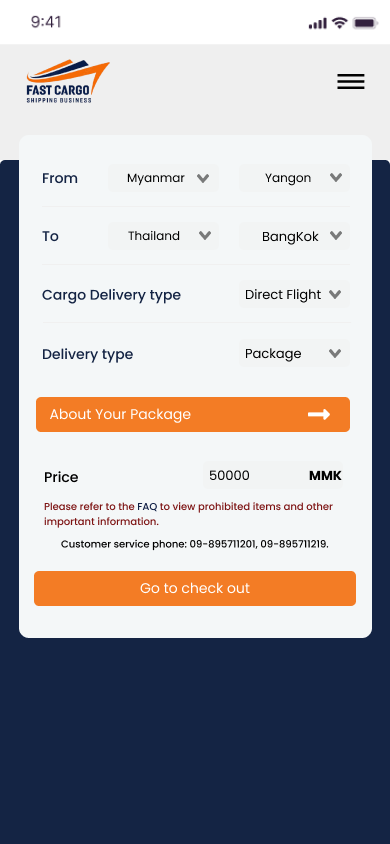 9:41
FAST CARGO
SHIPPING BUSINESS
From Myanmar Yangon
To Thailand BangKok
Cargo Delivery type Direct Flight
Delivery type Package
About Your Package
Price 50000 MMK
Please refer to the FAQ to view prohibited items and other
important information.
Customer service phone: 09-895711201, 09-895711219.
Go to check out